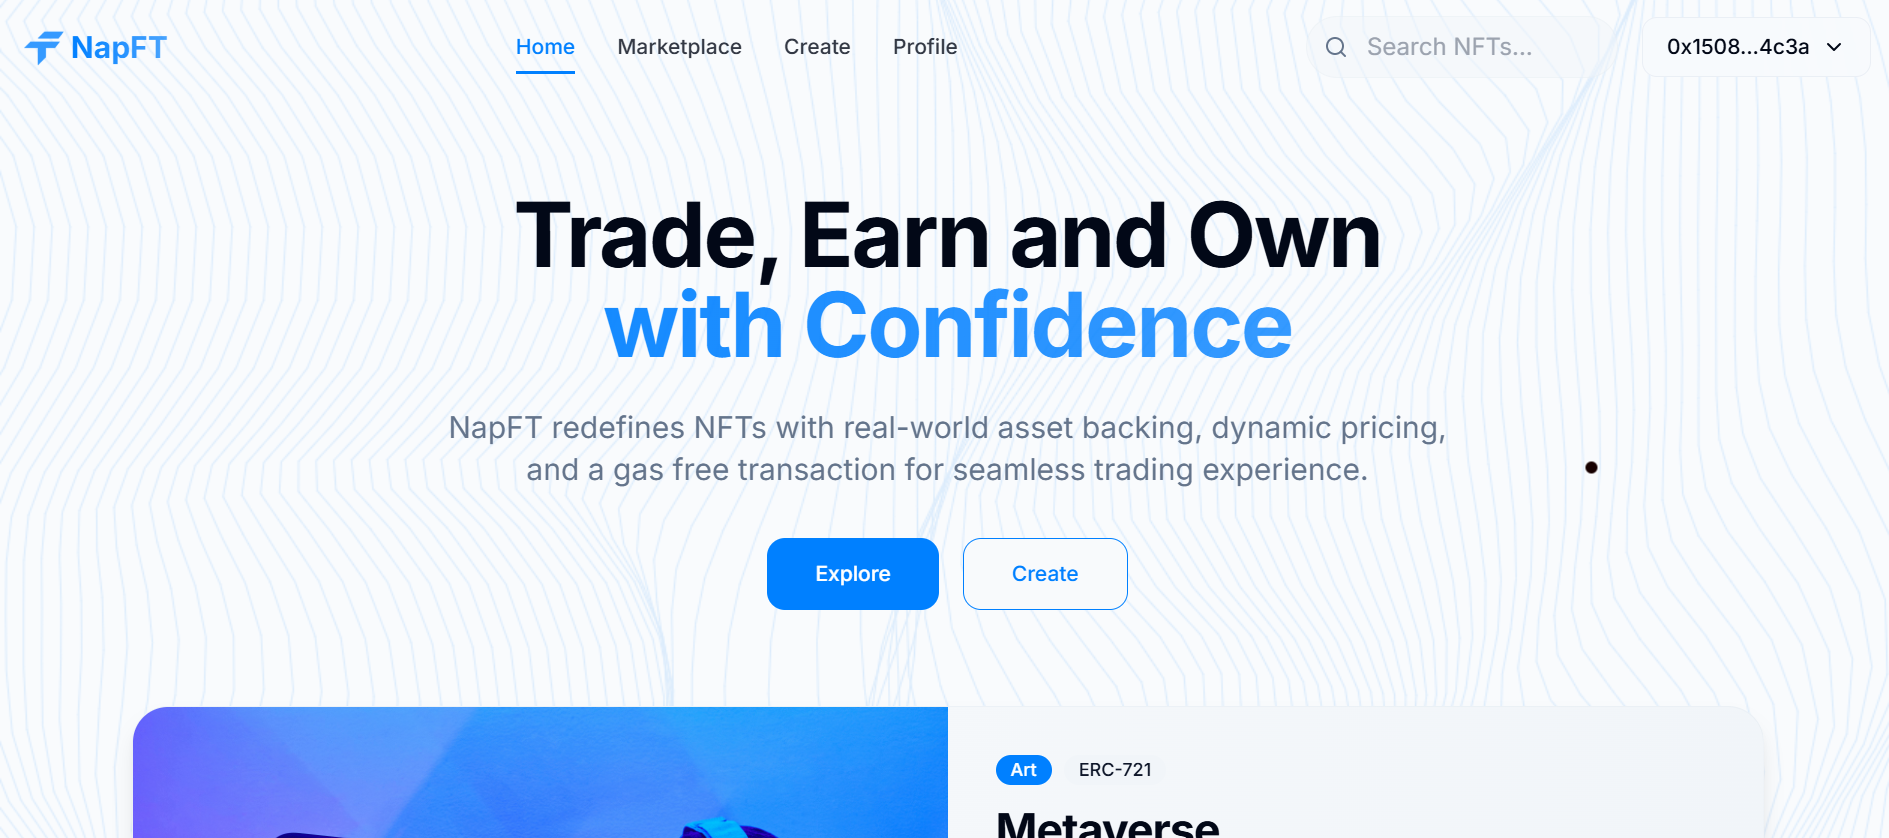 NapFT
Home
Marketplace
Create
Profile
Search NFTs...
0x1508...4c3a
Trade, Earn and Own
with Confidence
NapFT redefines NFTs with real-world asset backing, dynamic pricing,
and a gas free transaction for seamless trading experience.
Explore
Create
Art
ERC-721
Metaverse